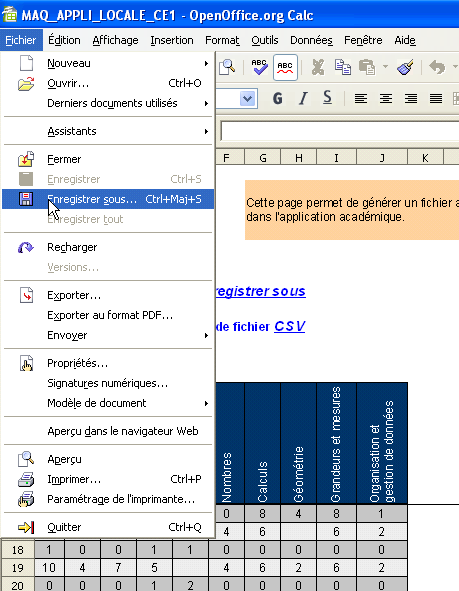 MAQ_APPLI_LOCALE_CE1 - OpenOffice.org Calc
Fichier Édition Affichage Insertion Format Outils Données Fenêtre Aide
Nouveau
Ouvrir... Ctrl+O
Derniers documents utilisés
Assistants
Fermer
Enregistrer Ctrl+S
Enregistrer sous... Ctrl+Maj+S
Enregistrer tout
Recharger
Versions...
Exporter...
Exporter au format PDF...
Envoyer
Propriétés...
Signatures numériques...
Modèle de document
Aperçu dans le navigateur Web
Aperçu
Imprimer... Ctrl+P
Paramétrage de l'imprimante...
Quitter Ctrl+Q
ABC ABC
G I S
F G H I J K
Cette page permet de générer un fichier a
dans l'application académique.
registrer sous
de fichier CSV
Nombres
Calculs
Géométrie
Grandeurs et mesures
Organisation et
gestion de données
0 8 4 8 1
4 6 6 2
18 1 0 0 1 1 0 0 0 0 0
19 10 4 7 5 4 6 2 6 2
20 0 0 0 1 2 0 0 0 0 0